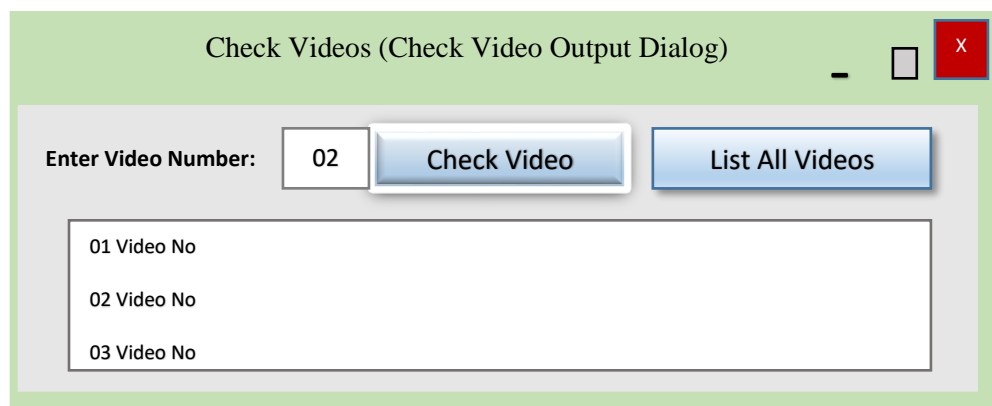 Check Videos (Check Video Output Dialog)
X
Enter Video Number: 02 Check Video List All Videos
01 Video No
02 Video No
03 Video No